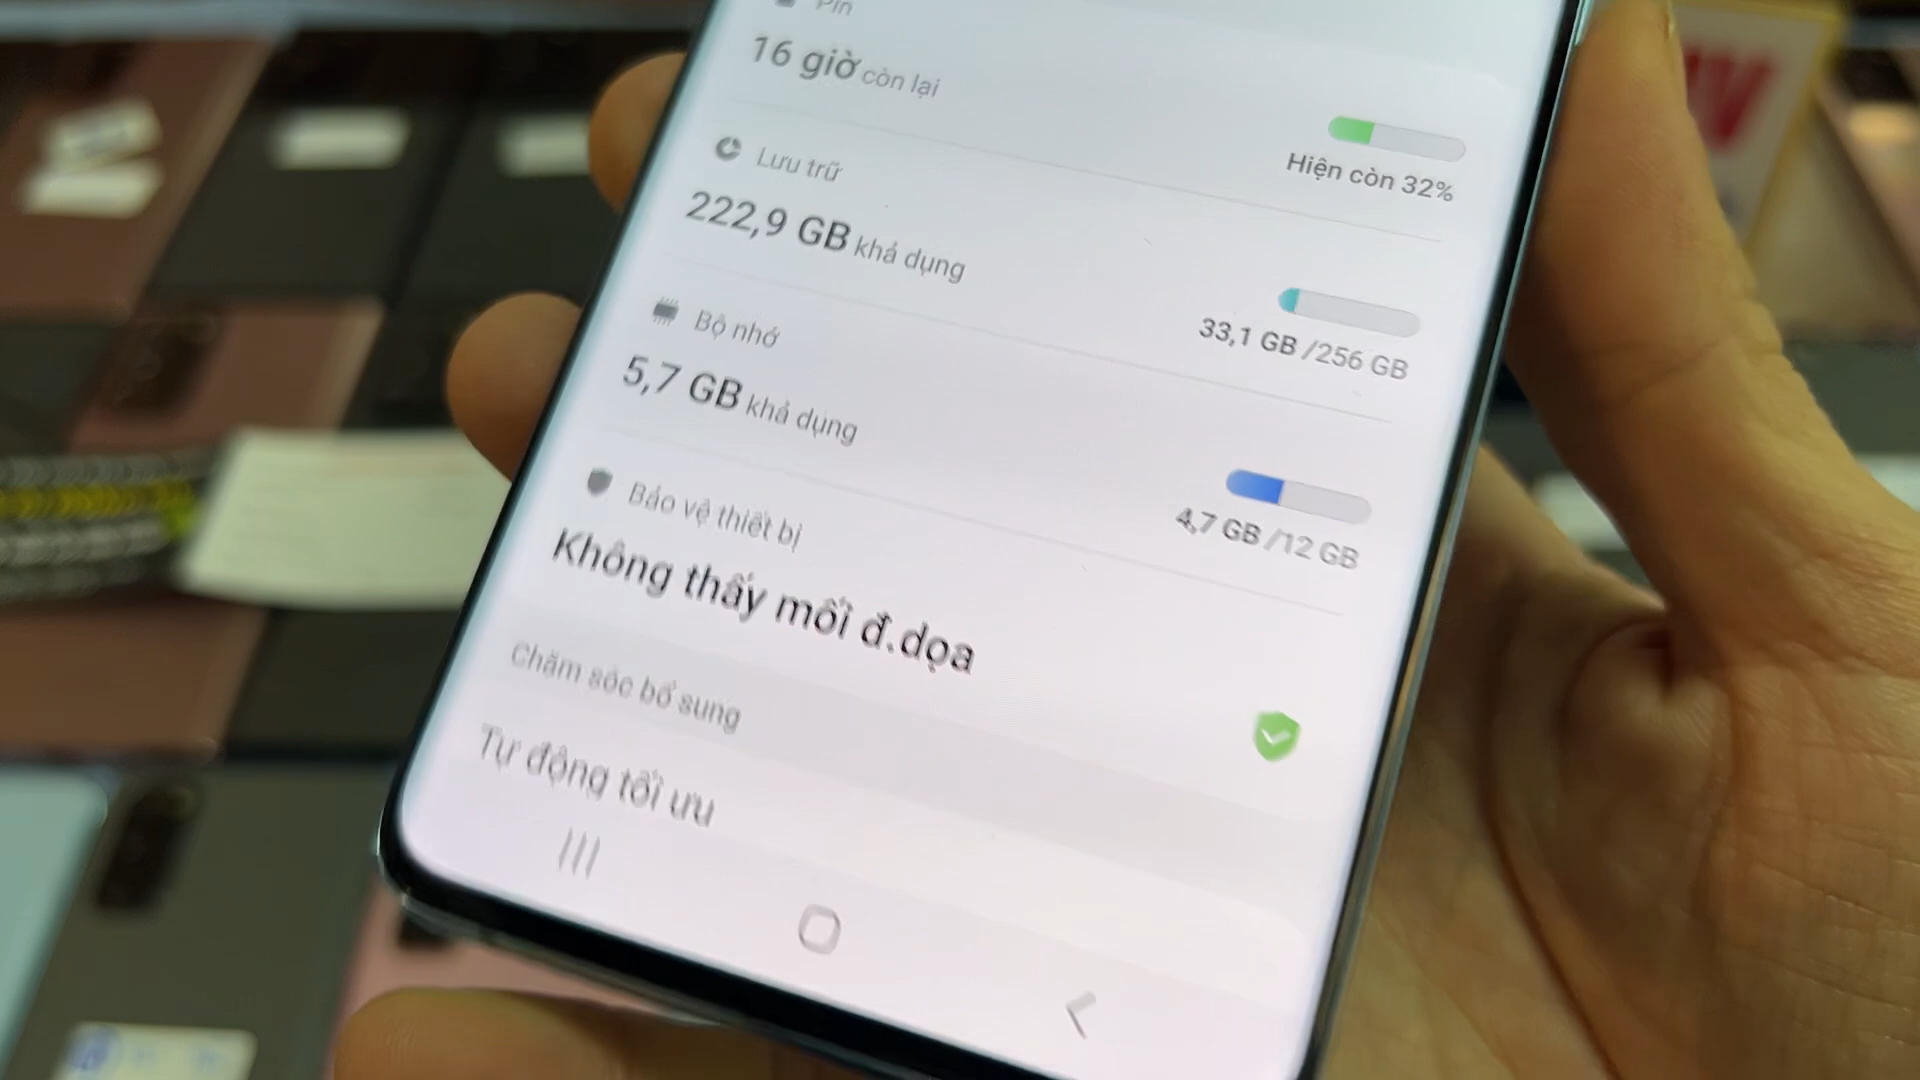 Pin
16 giờ còn lại
Hiện còn 32%
Lưu trữ
222,9 GB khả dụng
33,1 GB /256 GB
Bộ nhớ
5,7 GB khả dụng
4,7 GB /12 GB
Bảo vệ thiết bị
Không thấy mối đ.dọa
Chăm sóc bổ sung
Tự động tối ưu